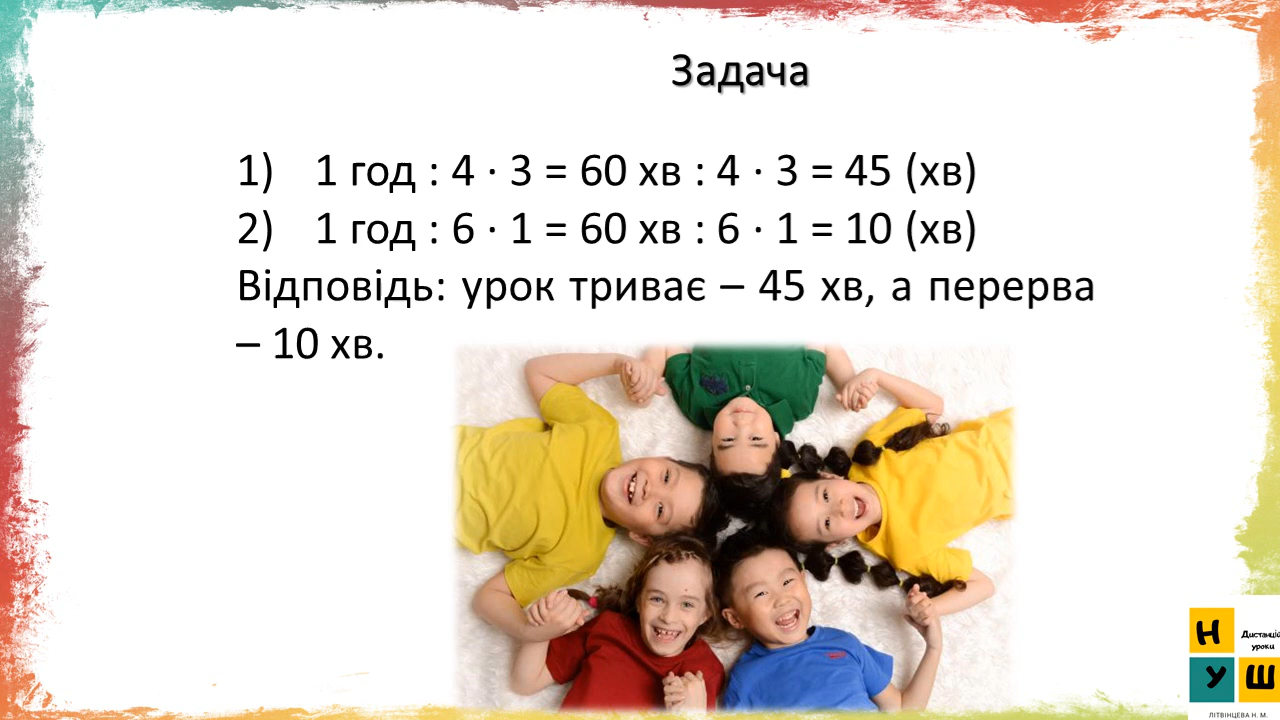 Задача
1) 1 год : 4 · 3 = 60 хв : 4 · 3 = 45 (хв)
2) 1 год : 6 · 1 = 60 хв : 6 · 1 = 10 (хв)
Відповідь: урок триває – 45 хв, а перерва
– 10 хв.
Н
Дистанцій
уроки
У Ш
ЛІТВІНЦЕВА Н. М.